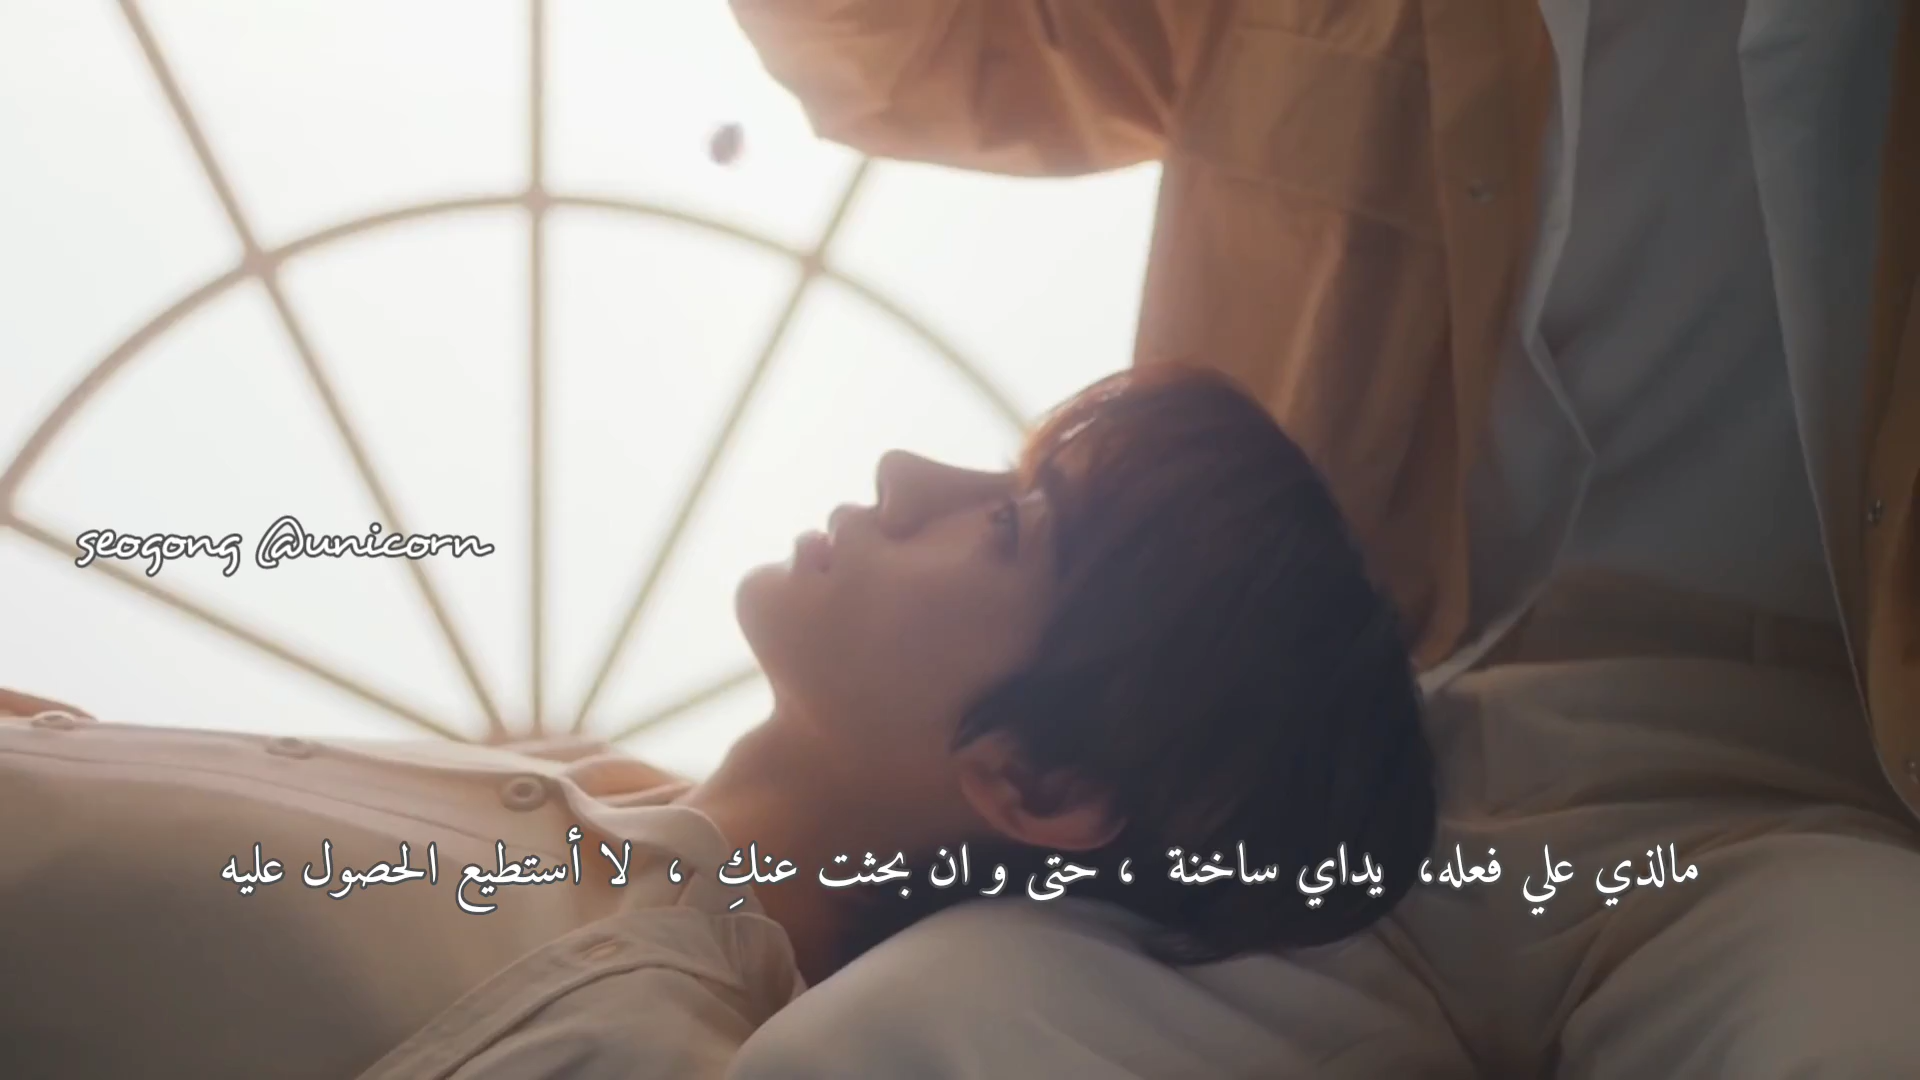 seogong @unicorn
مالذي علي فعله، يداي ساخنة ، حتى و ان بحثت عنكِ ، لا أستطيع الحصول عليه